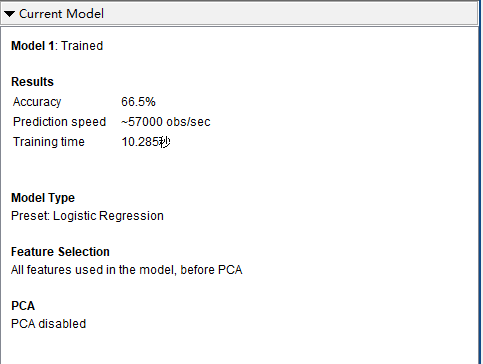 Current Model
Model 1: Trained
Results
Accuracy 66.5%
Prediction speed ~57000 obs/sec
Training time 10.285秒
Model Type
Preset: Logistic Regression
Feature Selection
All features used in the model, before PCA
PCA
PCA disabled